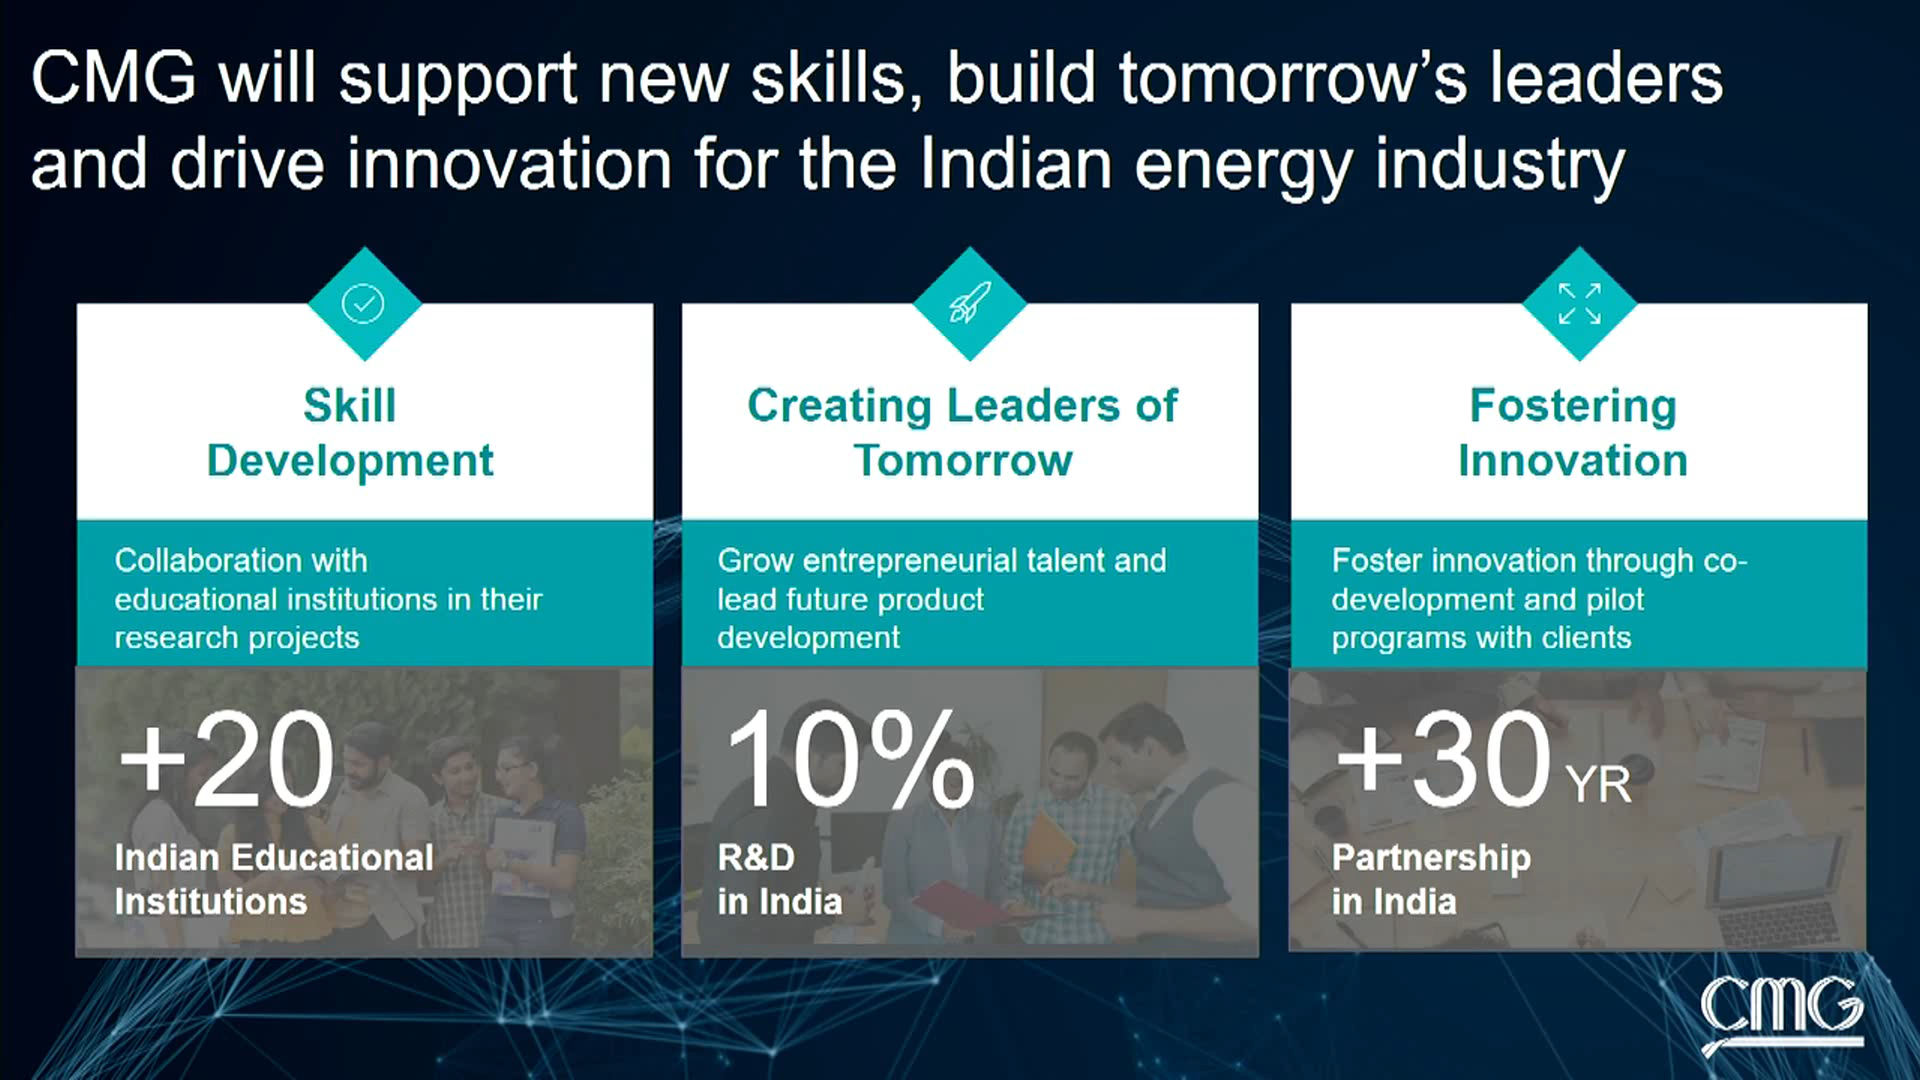 CMG will support new skills, build tomorrow’s leaders
and drive innovation for the Indian energy industry
Skill
Development
Collaboration with
educational institutions in their
research projects
+20
Indian Educational
Institutions
Creating Leaders of
Tomorrow
Grow entrepreneurial talent and
lead future product
development
10%
R&D
in India
Fostering
Innovation
Foster innovation through co-
development and pilot
programs with clients
+30 YR
Partnership
in India
CMG